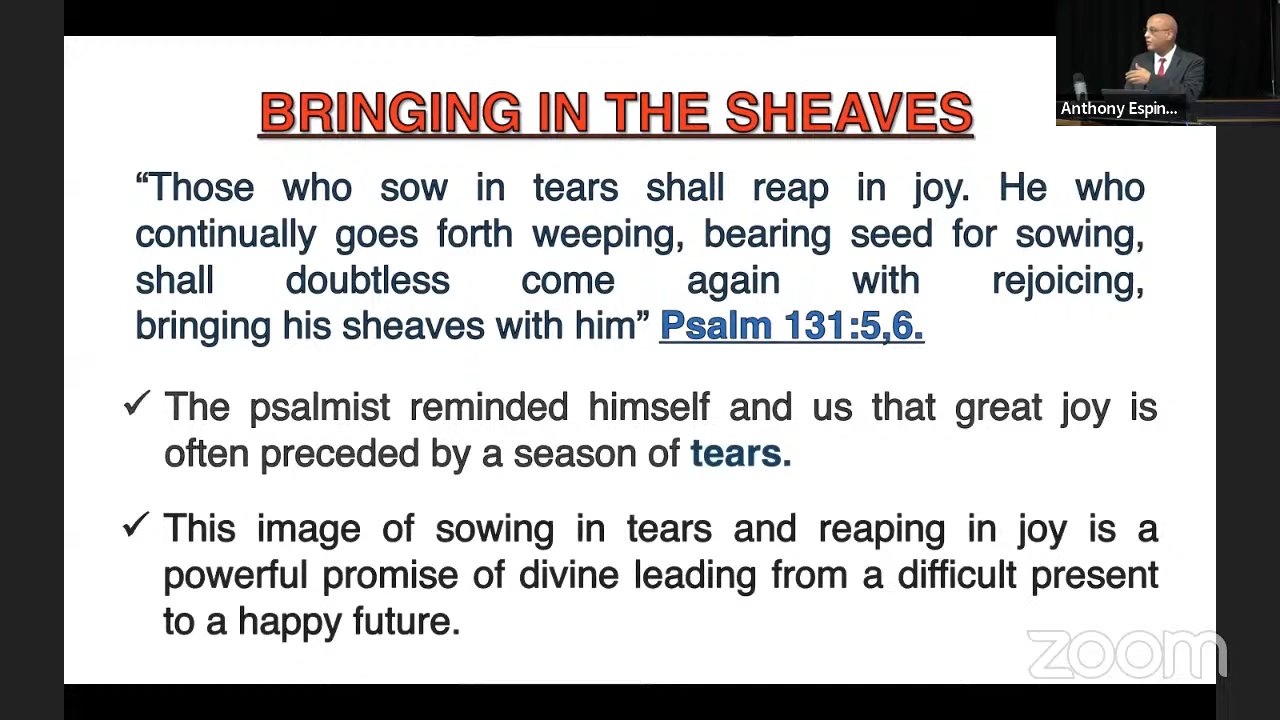 BRINGING IN THE SHEAVES
“Those who sow in tears shall reap in joy. He who
continually goes forth weeping, bearing seed for sowing,
shall doubtless come again with rejoicing,
bringing his sheaves with him” Psalm 131:5,6.
✓ The psalmist reminded himself and us that great joy is
often preceded by a season of tears.
✓ This image of sowing in tears and reaping in joy is a
powerful promise of divine leading from a difficult present
to a happy future.
Anthony Espin...
zoom